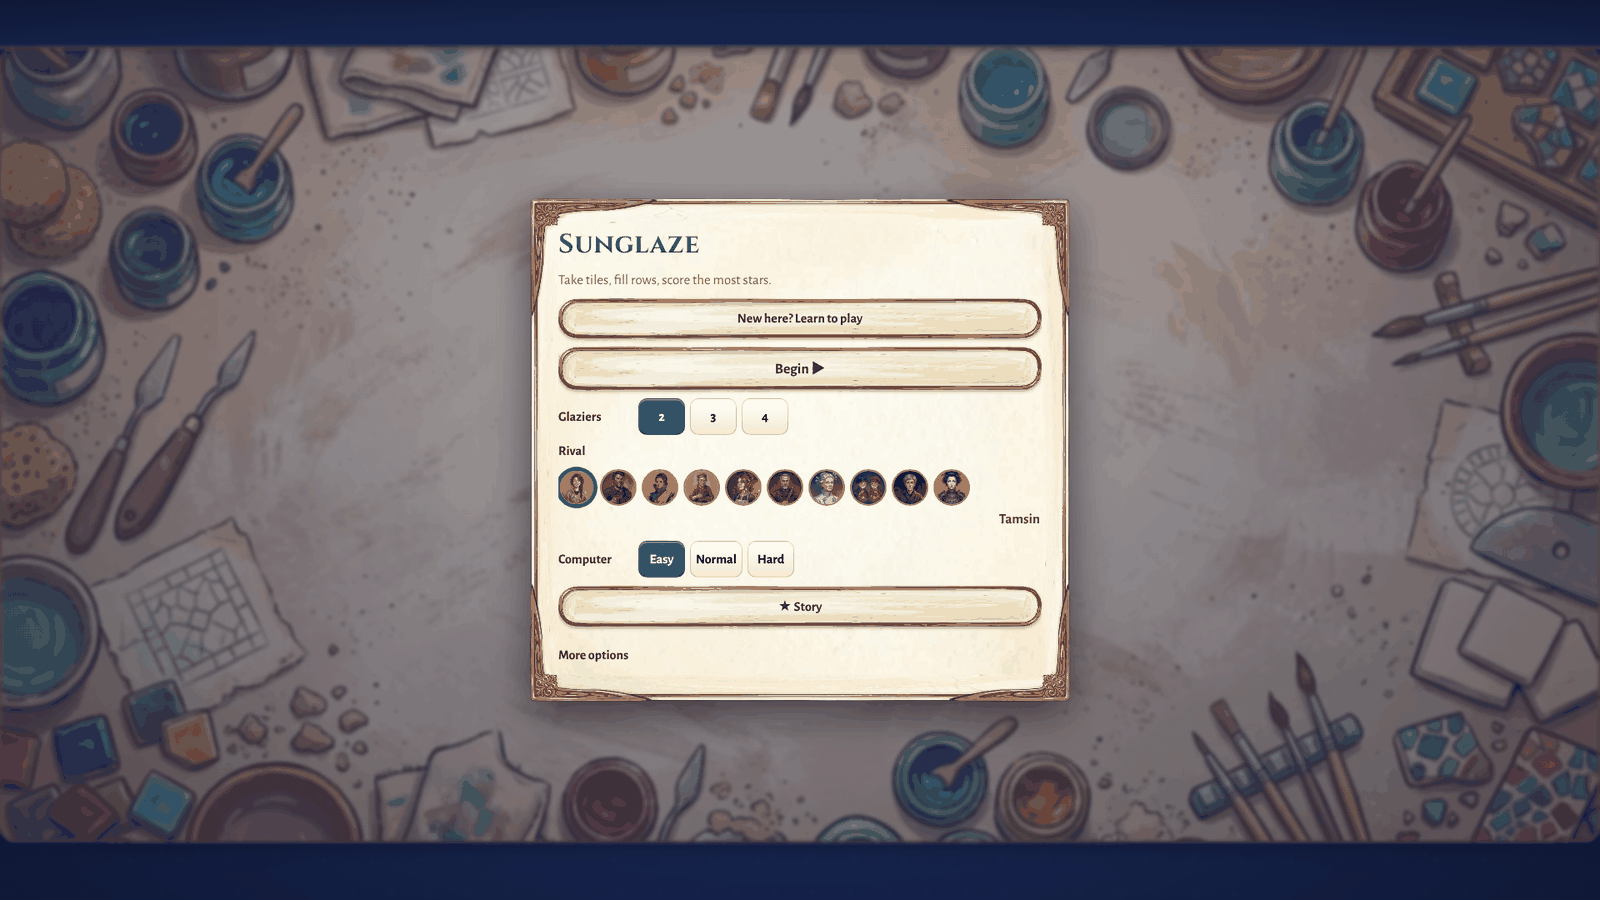 Sunglaze
Take tiles, fill rows, score the most stars.
New here? Learn to play
Begin ▶
Glaziers 2 3 4
Rival
Tamsin
Computer Easy Normal Hard
★ Story
More options